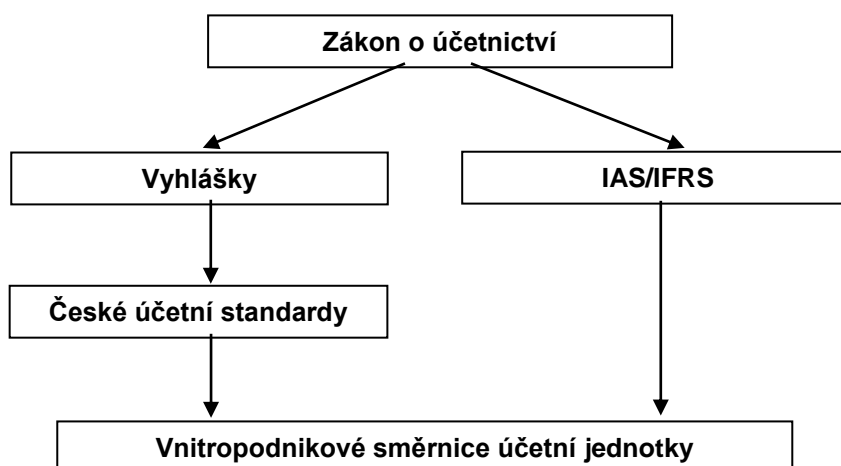 Zákon o účetnictví
Vyhlášky
IAS/IFRS
České účetní standardy
Vnitropodnikové směrnice účetní jednotky